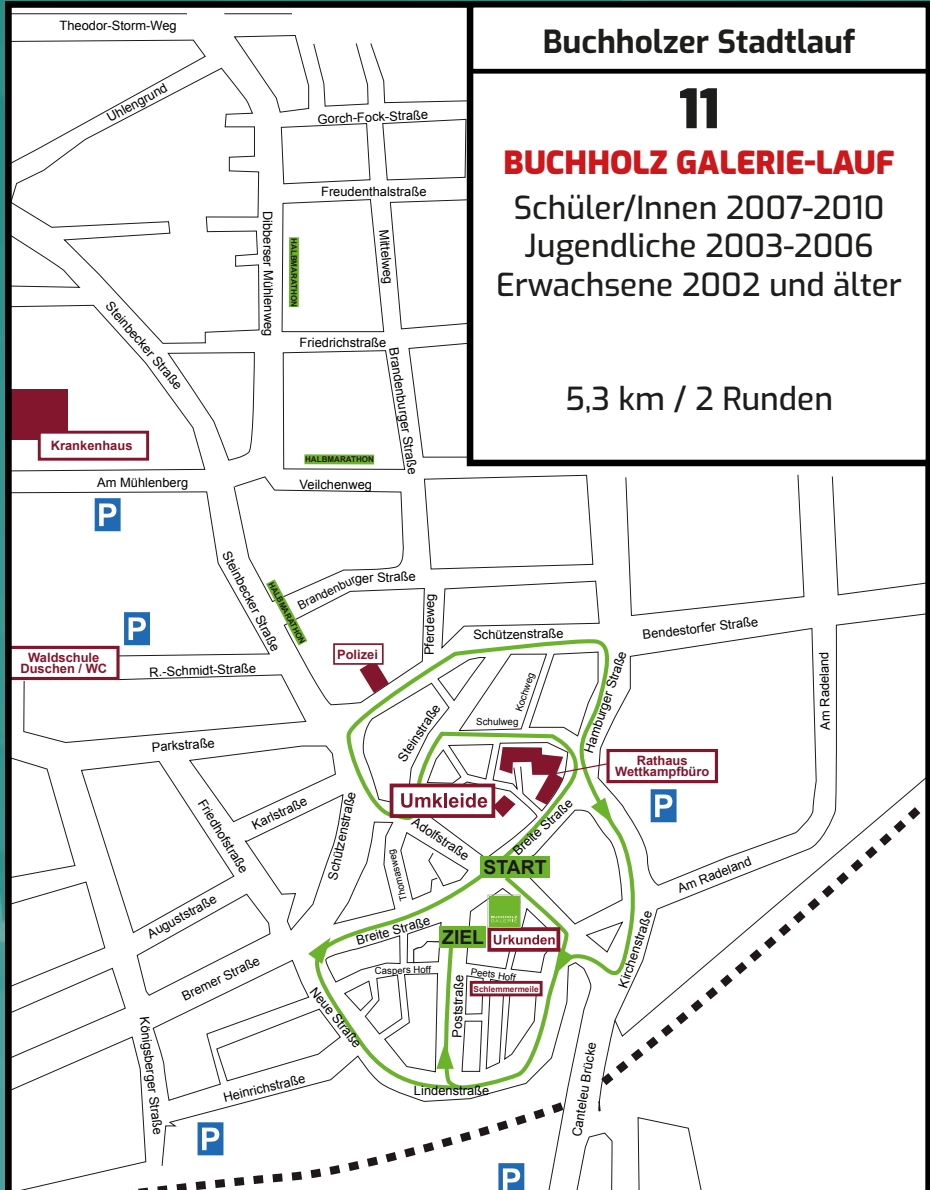 Theodor-Storm-Weg
Buchholzer Stadtlauf
11
BUCHHOLZ GALERIE-LAUF
Schüler/Innen 2007-2010
Jugendliche 2003-2006
Erwachsene 2002 und älter
5,3 km / 2 Runden
Uhlengrund
Gorch-Fock-Straße
Freudenthalstraße
Dibberser Mühlenweg
HALBMARATHON
Mittelweg
Steinbecker Straße
Friedrichstraße
Brandenburger Straße
Krankenhaus
HALBMARATHON
Am Mühlenberg
Veilchenweg
P
Steinbecker Straße
HALBMARATHON
Brandenburger Straße
Pferdeweg
P
Schützenstraße
Bendestorfer Straße
Waldschule
Duschen / WC
R.-Schmidt-Straße
Polizei
Kochweg
Hamburger Straße
Am Radeland
Schulweg
Steinstraße
Parkstraße
Rathaus
Wettkampfbüro
Umkleide
P
Karlstraße
Friedhofstraße
Schützenstraße
Adolfstraße
Breite Straße
Thomasweg
START
Am Radeland
BUCHHOLZ
GALERIE
Auguststraße
Breite Straße
ZIEL
Urkunden
Kirchenstraße
Bremer Straße
Caspers Hoff
Peets Hoff
Schlemmermeile
Neue Straße
Poststraße
Königsberger Straße
Heinrichstraße
Lindenstraße
Canteleu Brücke
P
P